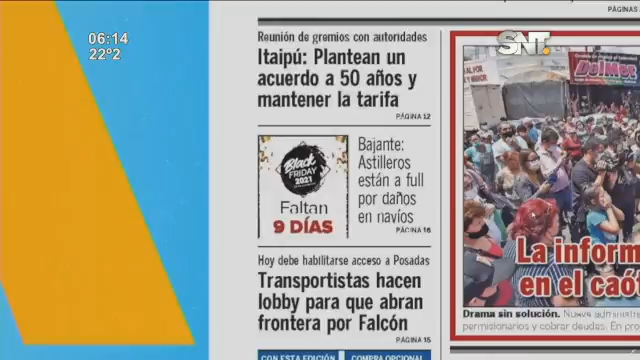 06:14
22°2
PÁGINAS
SNT
Reunión de gremios con autoridades
Itaipú: Plantean un
acuerdo a 50 años y
mantener la tarifa
PÁGINA 12
Black
FRIDAY
2021
Faltan
9 DÍAS
Bajante:
Astilleros
están a full
por daños
en navíos
PÁGINA 16
Hoy debe habilitarse acceso a Posadas
Transportistas hacen
lobby para que abran
frontera por Falcón
PÁGINA 15
CON ESTA EDICIÓN
COMPRA OPCIONAL
DolMet
La inform
en el caót
Drama sin solución. Nueva administra
permisionarios y cobrar deudas. En pro